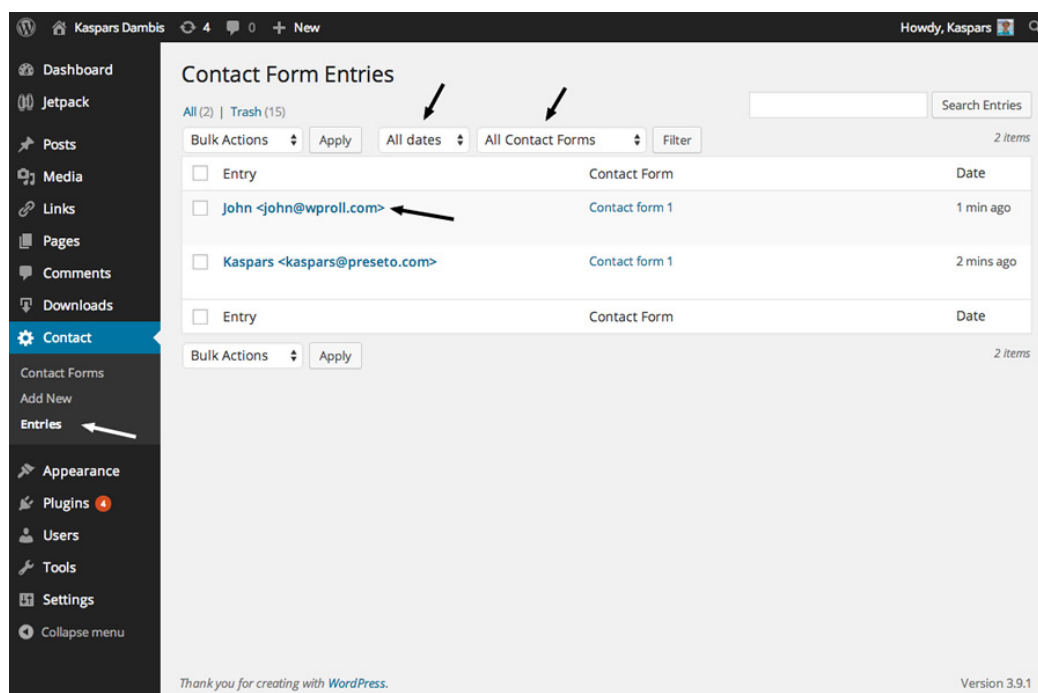 Kaspars Dambis 4 0 + New Howdy, Kaspars
Dashboard
Jetpack
Posts
Media
Links
Pages
Comments
Downloads
Contact
Contact Forms
Add New
Entries
Appearance
Plugins 4
Users
Tools
Settings
Collapse menu
Contact Form Entries
All (2) | Trash (15)
Search Entries
Bulk Actions Apply All dates All Contact Forms Filter 2 items
Entry Contact Form Date
John <john@wproll.com> Contact form 1 1 min ago
Kaspars <kaspars@preseto.com> Contact form 1 2 mins ago
Entry Contact Form Date
Bulk Actions Apply 2 items
Thank you for creating with WordPress. Version 3.9.1